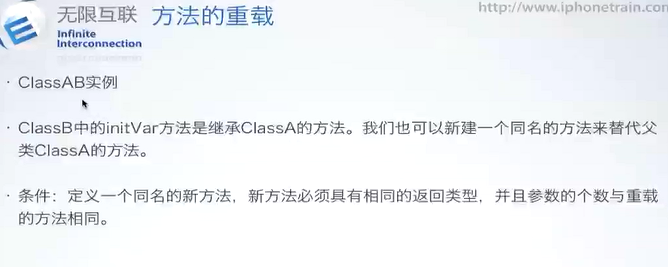 http://www.iphonetrain.com
无限互联 方法的重载
Infinite
Interconnection
· ClassAB实例
· ClassB中的initVar方法是继承ClassA的方法。我们也可以新建一个同名的方法来替代父
类ClassA的方法。
· 条件：定义一个同名的新方法，新方法必须具有相同的返回类型，并且参数的个数与重载
的方法相同。